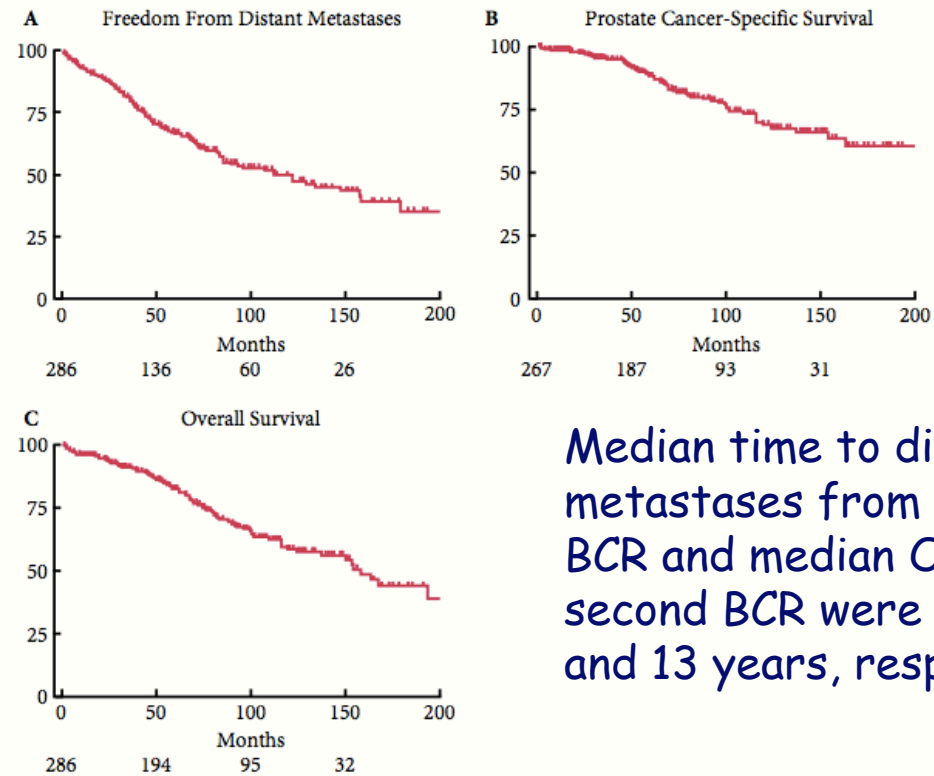 A Freedom From Distant Metastases
100
75
50
25
0
0 50 100 150 200
Months
286 136 60 26
B Prostate Cancer-Specific Survival
100
75
50
25
0
0 50 100 150 200
Months
267 187 93 31
C Overall Survival
100
75
50
25
0
0 50 100 150 200
Months
286 194 95 32
Median time to di
metastases from
BCR and median
second BCR were
and 13 years, resp